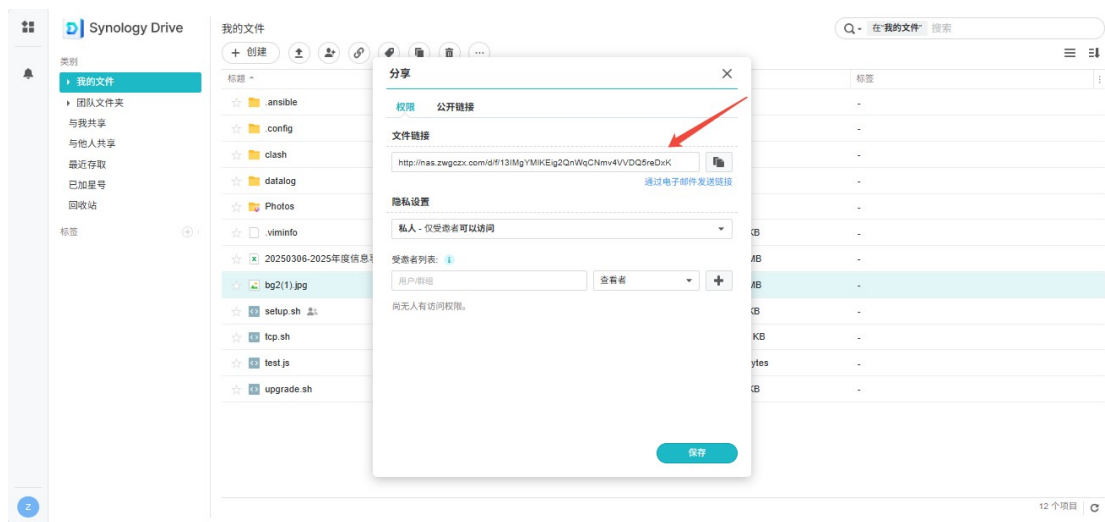 Synology Drive
类别
我的文件
团队文件夹
与我共享
与他人共享
最近存取
已加星号
回收站
标签
Z
我的文件
在"我的文件" 搜索
+ 创建
标题
标签
.ansible
-
.config
-
clash
-
datalog
-
Photos
-
.viminfo
KB
-
20250306-2025年度信息
MB
-
bg2(1).jpg
MB
-
setup.sh
KB
-
tcp.sh
KB
-
test.js
ytes
-
upgrade.sh
KB
-
12 个项目
分享
权限 公开链接
文件链接
通过电子邮件发送链接
隐私设置
私人 - 仅受邀者可以访问
受邀者列表:
用户/群组
查看者
尚无人有访问权限。
保存